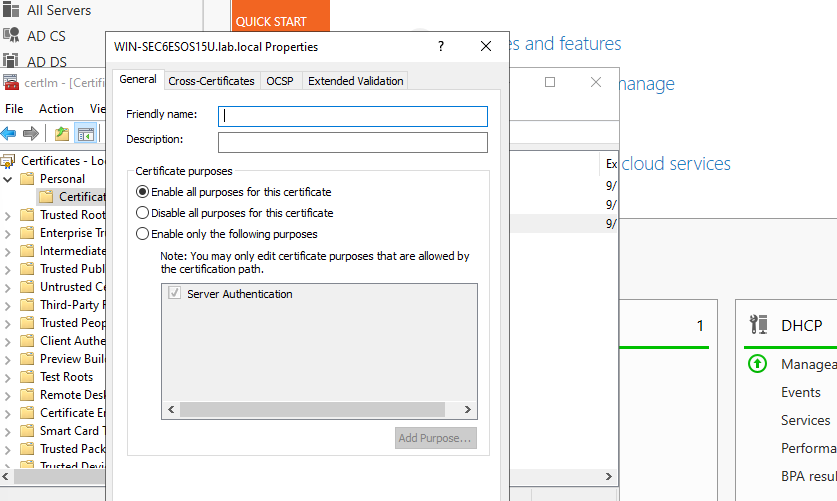 All Servers
AD CS
AD DS
QUICK START
es and features
manage
cloud services
certlm - [Certifi
File Action Vie
Certificates - Loc
Personal
Certificat
Trusted Root
Enterprise Tru
Intermediate
Trusted Publ
Untrusted Ce
Third-Party R
Trusted Peop
Client Authe
Preview Build
Test Roots
Remote Desk
Certificate En
Smart Card T
Trusted Pack
Trusted Devi
WIN-SEC6ESOS15U.lab.local Properties
General Cross-Certificates OCSP Extended Validation
Friendly name:
Description:
Certificate purposes
Enable all purposes for this certificate
Disable all purposes for this certificate
Enable only the following purposes
Note: You may only edit certificate purposes that are allowed by
the certification path.
Server Authentication
Add Purpose...
Ex
9/
9/
9/
1
DHCP
Managea
Events
Services
Performa
BPA resul